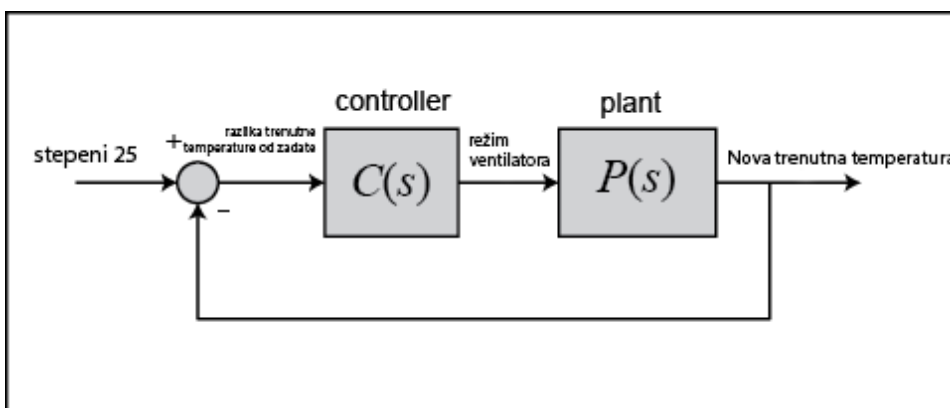 controller
plant
stepeni 25
+
razlika trenutne
temperature od zadate
C(s)
režim
ventilatora
P(s)
Nova trenutna temperatura
−